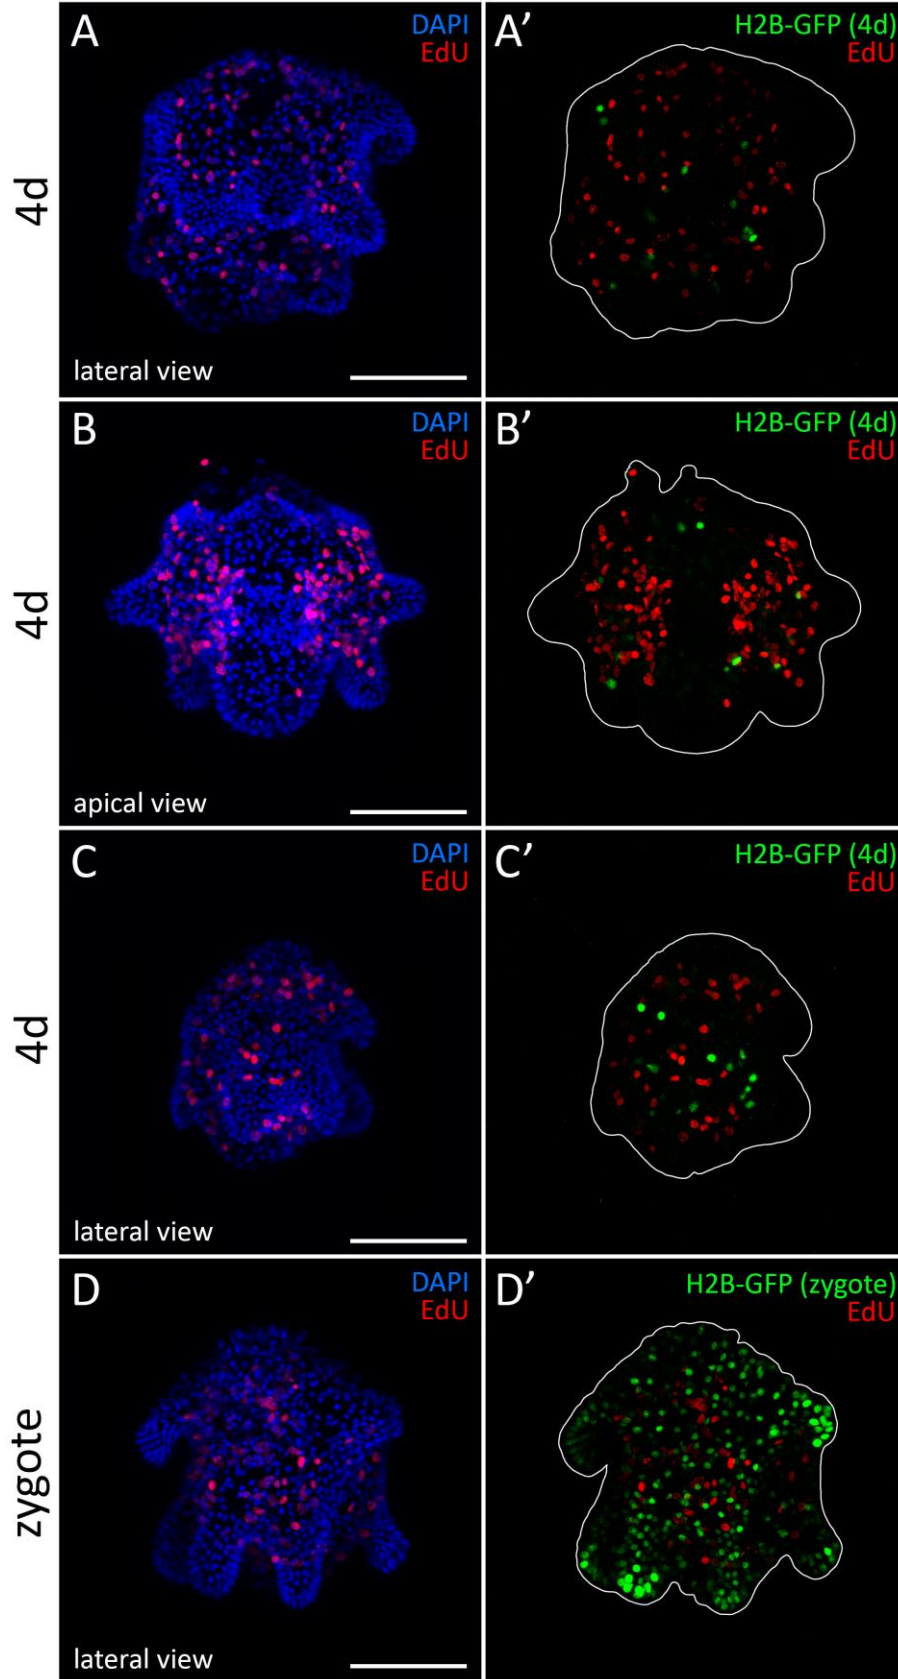 A
DAPI
EdU
4d
lateral view
A’
H2B-GFP (4d)
EdU
B
DAPI
EdU
4d
apical view
B’
H2B-GFP (4d)
EdU
C
DAPI
EdU
4d
lateral view
C’
H2B-GFP (4d)
EdU
D
DAPI
EdU
zygote
lateral view
D’
H2B-GFP (zygote)
EdU